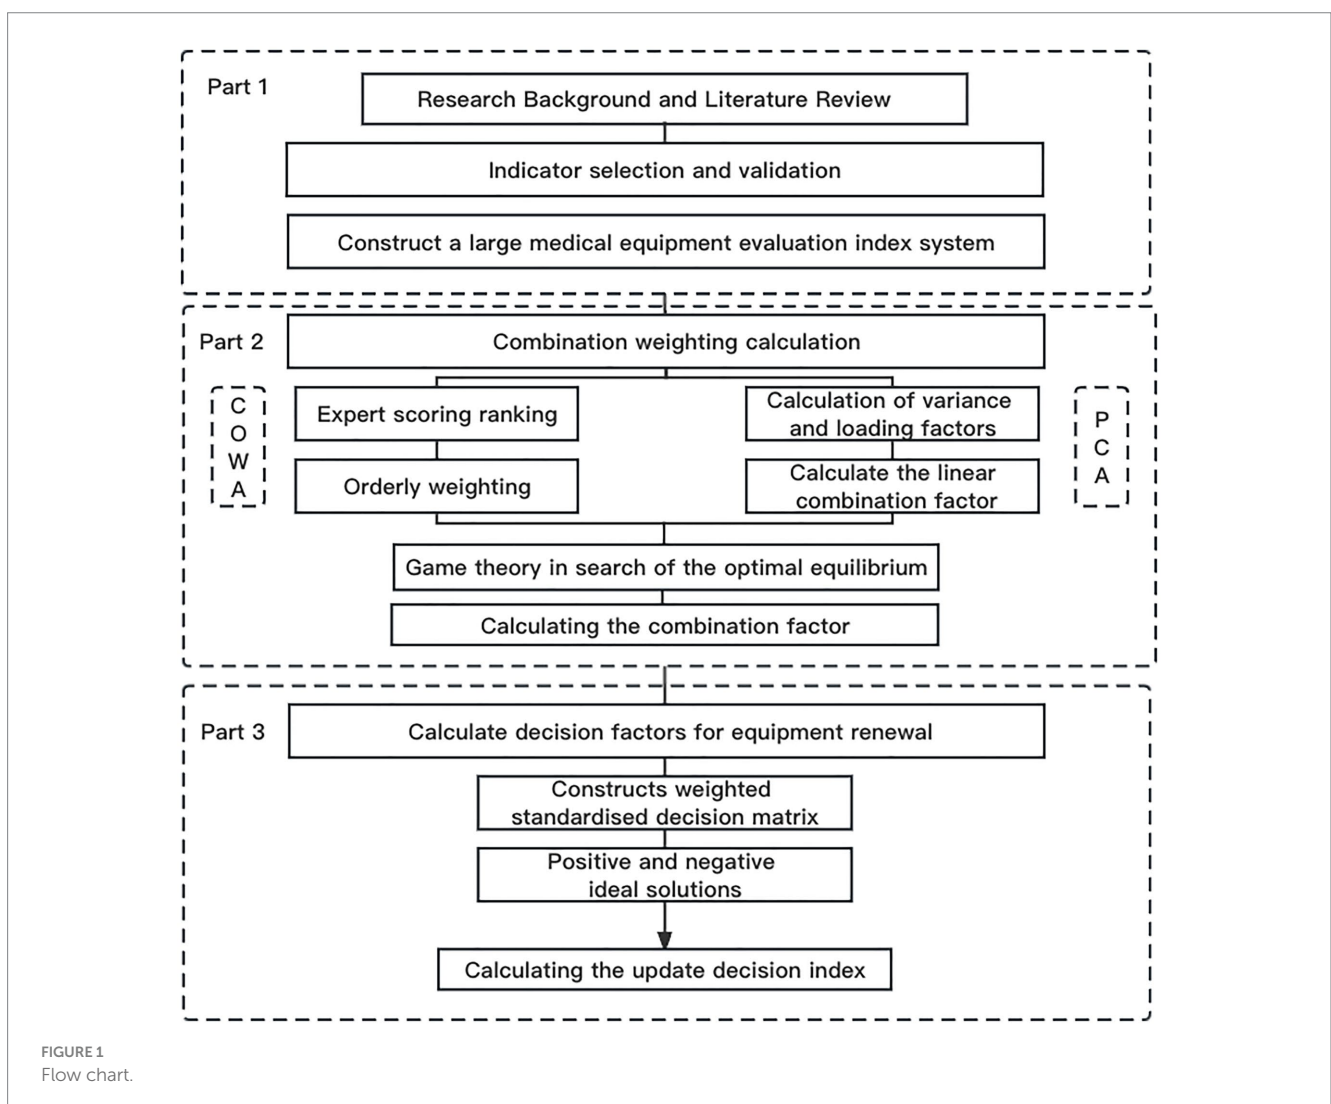 Part 1
Research Background and Literature Review
Indicator selection and validation
Construct a large medical equipment evaluation index system
Part 2
Combination weighting calculation
C
O
W
A
Expert scoring ranking
Orderly weighting
Calculation of variance
and loading factors
Calculate the linear
combination factor
P
C
A
Game theory in search of the optimal equilibrium
Calculating the combination factor
Part 3
Calculate decision factors for equipment renewal
Constructs weighted
standardised decision matrix
Positive and negative
ideal solutions
Calculating the update decision index
FIGURE 1
Flow chart.